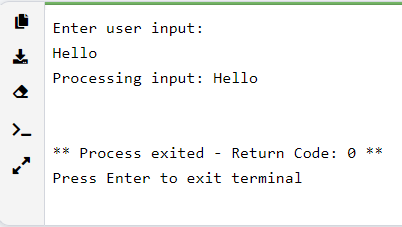 Enter user input:
Hello
Processing input: Hello
** Process exited - Return Code: 0 **
Press Enter to exit terminal